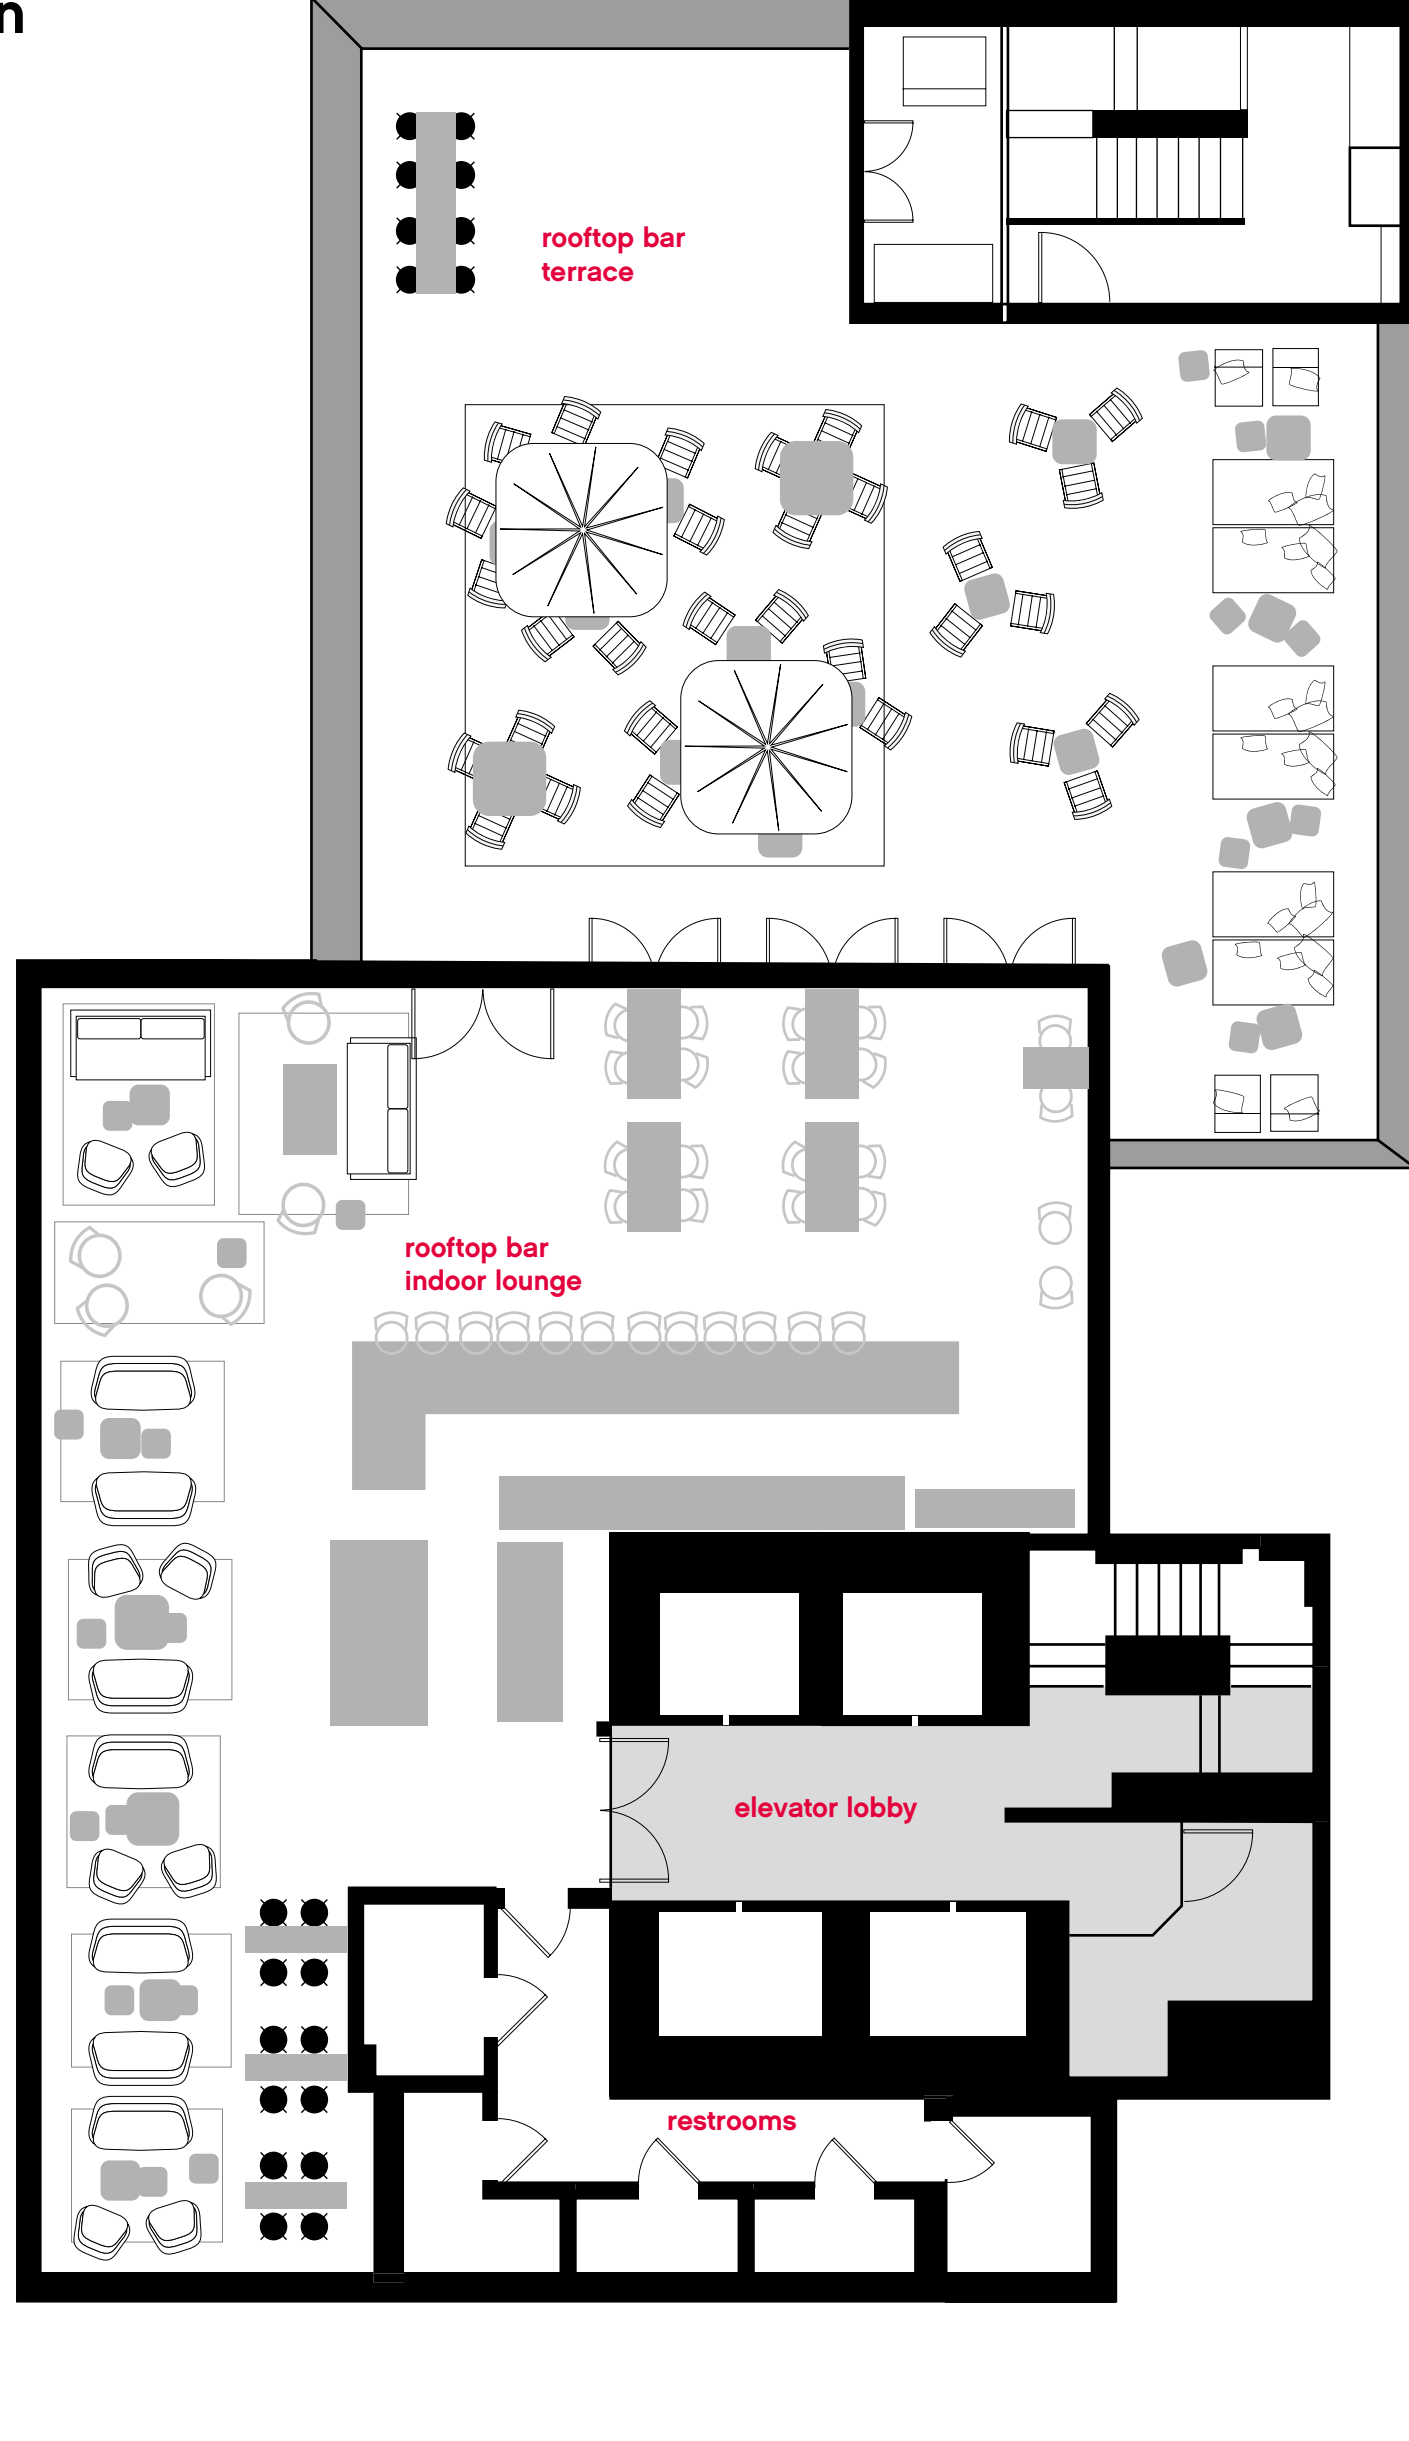 n
rooftop bar
terrace
rooftop bar
indoor lounge
elevator lobby
restrooms